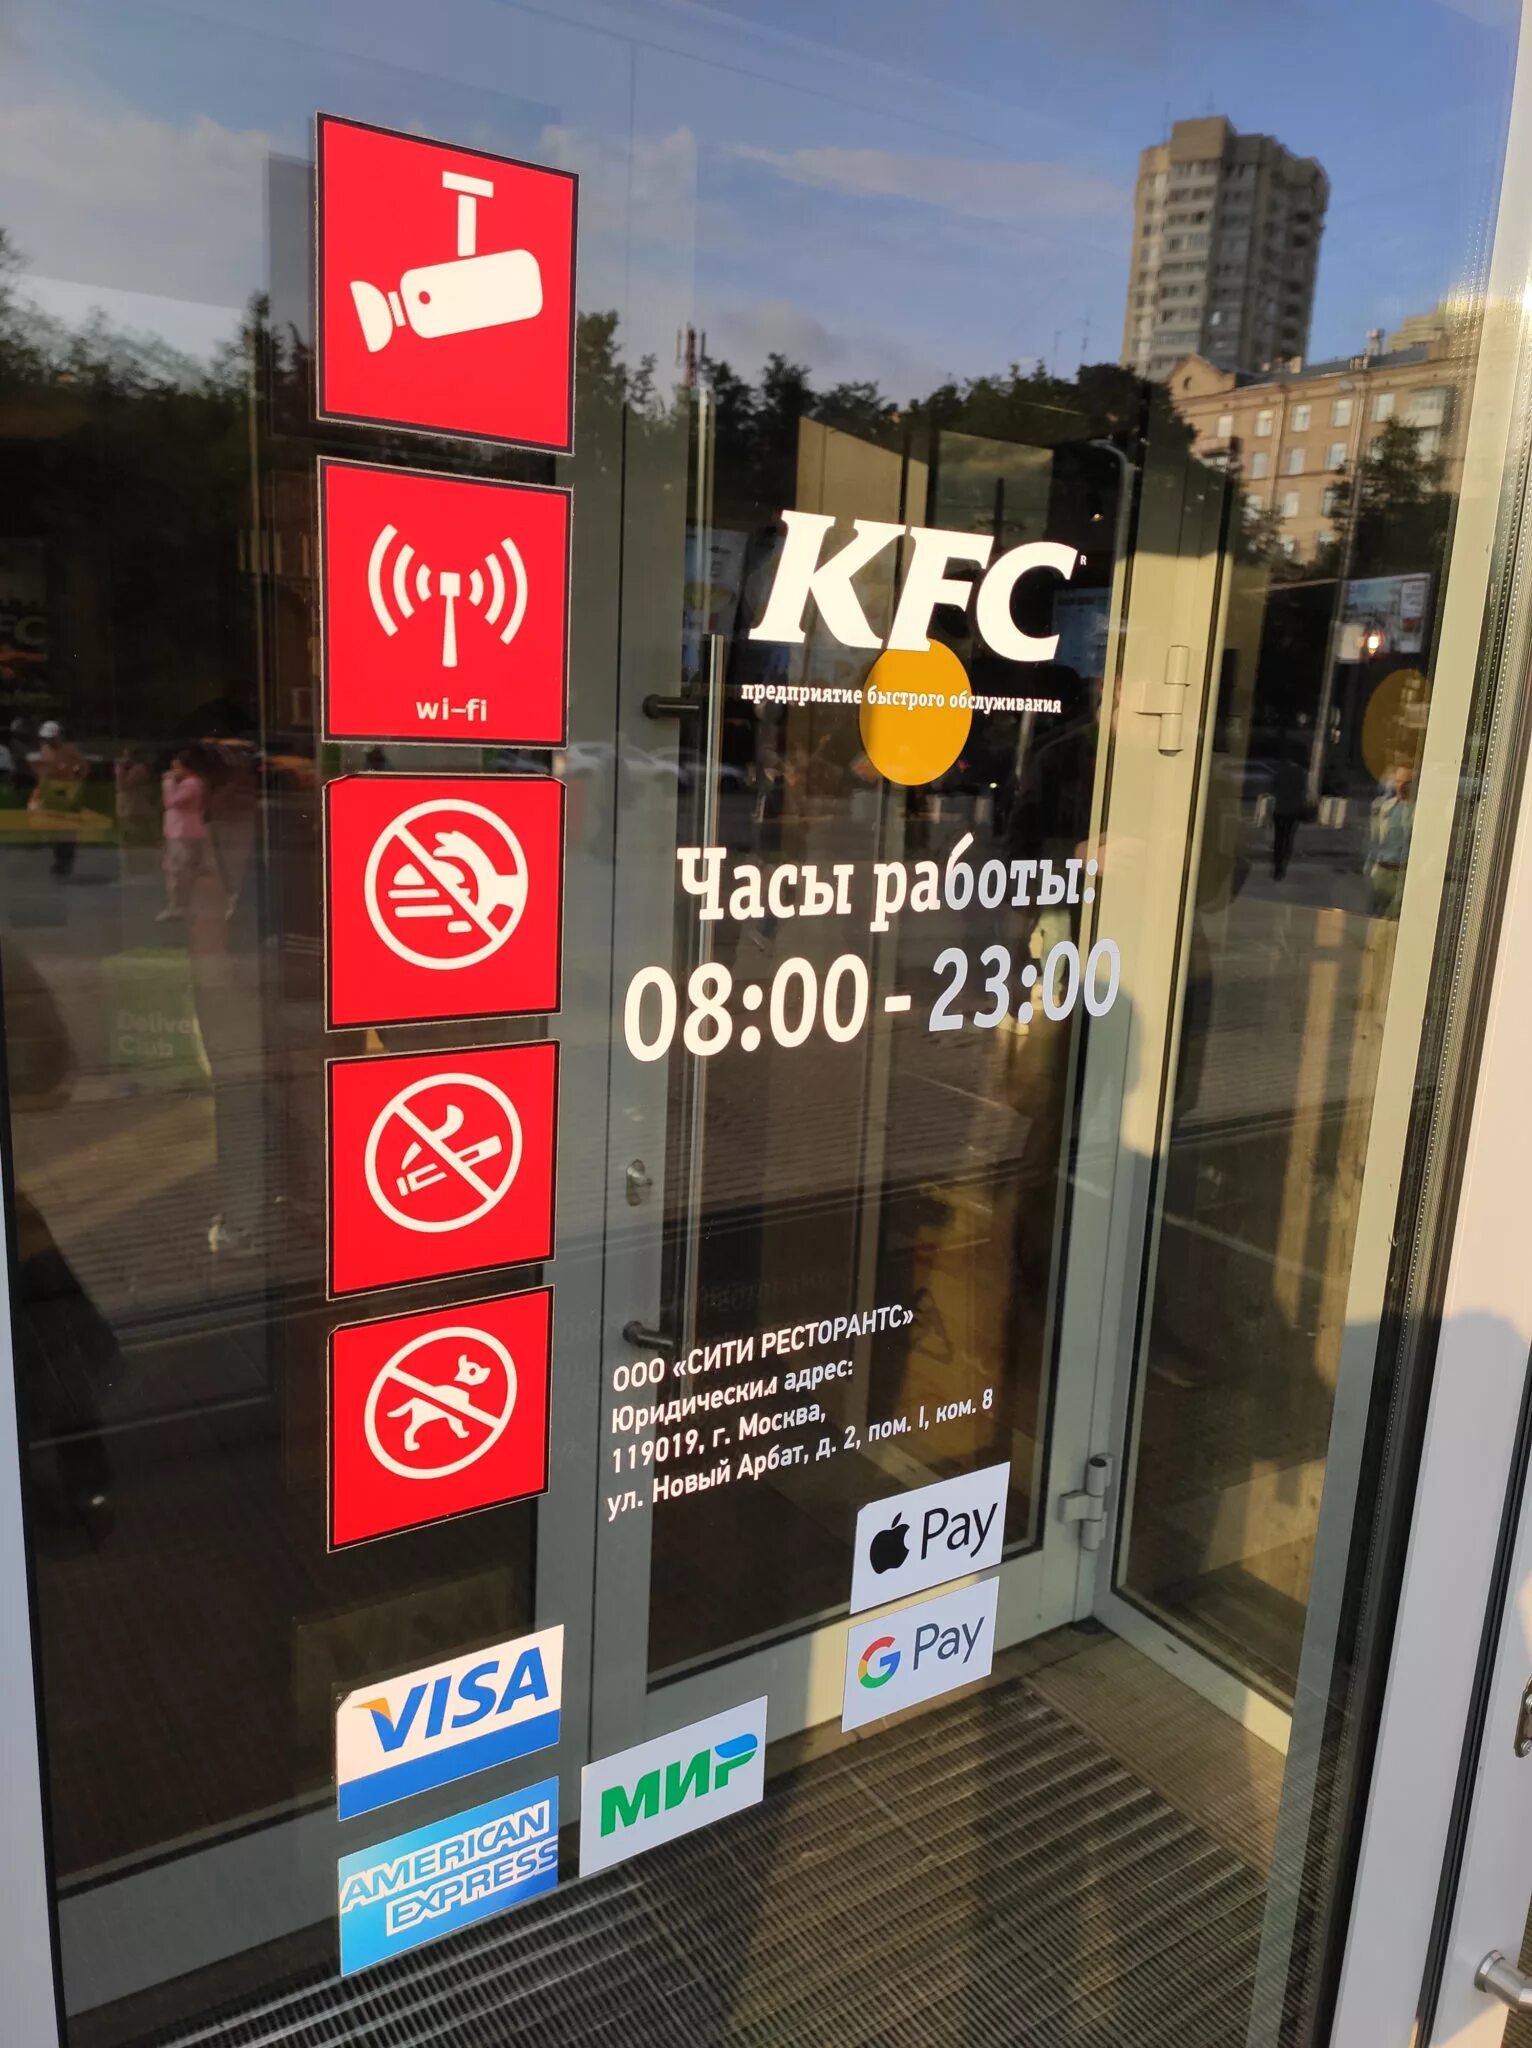 wi-fi
KFC
предприятие быстрого обслуживания
Часы работы:
08:00 - 23:00
ООО «СИТИ РЕСТОРАНТС»
Юридический адрес:
119019, г. Москва,
ул. Новый Арбат, д. 2, пом. I, ком. 8
Pay
G Pay
VISA
МИР
AMERICAN
EXPRESS